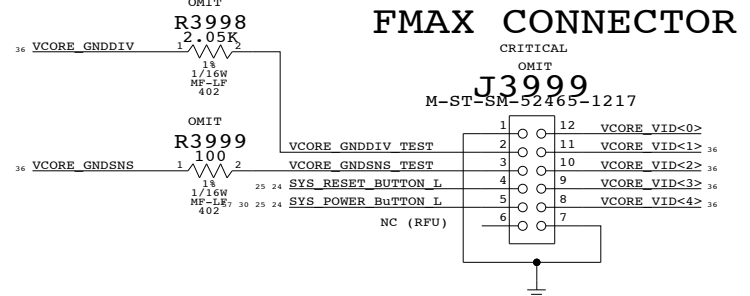 OMIT
R3998
2.05K
36 VCORE_GNDDIV 1 2
1%
1/16W
MF-LF
402
FMAX CONNECTOR
CRITICAL
OMIT
J3999
M-ST-SM-52465-1217
OMIT
R3999
100
36 VCORE_GNDSNS 1 2
1%
1/16W
MF-LF
402
1 12 VCORE_VID<0>
VCORE_GNDDIV_TEST 2 11 VCORE_VID<1> 36
VCORE_GNDSNS_TEST 3 10 VCORE_VID<2> 36
25 24 SYS_RESET_BUTTON_L 4 9 VCORE_VID<3> 36
30 25 24 SYS_POWER_BuTTON_L 5 8 VCORE_VID<4> 36
NC (RFU) 6 7